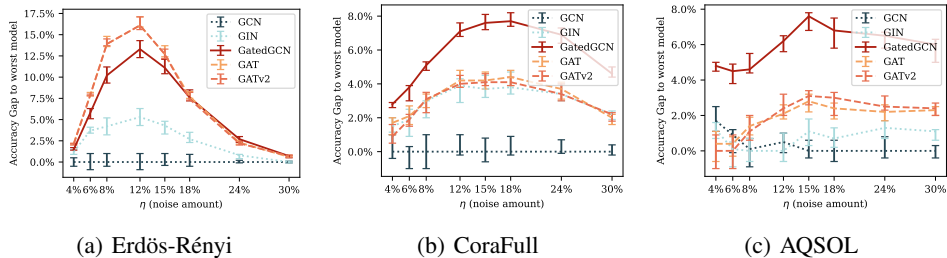 Accuracy Gap to worst model
17.5%
15.0%
12.5%
10.0%
7.5%
5.0%
2.5%
0.0%
4% 6% 8% 12% 15% 18% 24% 30%
η (noise amount)
GCN
GIN
GatedGCN
GAT
GATv2
(a) Erdös-Rényi
Accuracy Gap to worst model
8.0%
6.0%
4.0%
2.0%
0.0%
4% 6% 8% 12% 15% 18% 24% 30%
η (noise amount)
GCN
GIN
GatedGCN
GAT
GATv2
(b) CoraFull
Accuracy Gap to worst model
8.0%
6.0%
4.0%
2.0%
0.0%
4% 6% 8% 12% 15% 18% 24% 30%
η (noise amount)
GCN
GIN
GatedGCN
GAT
GATv2
(c) AQSOL